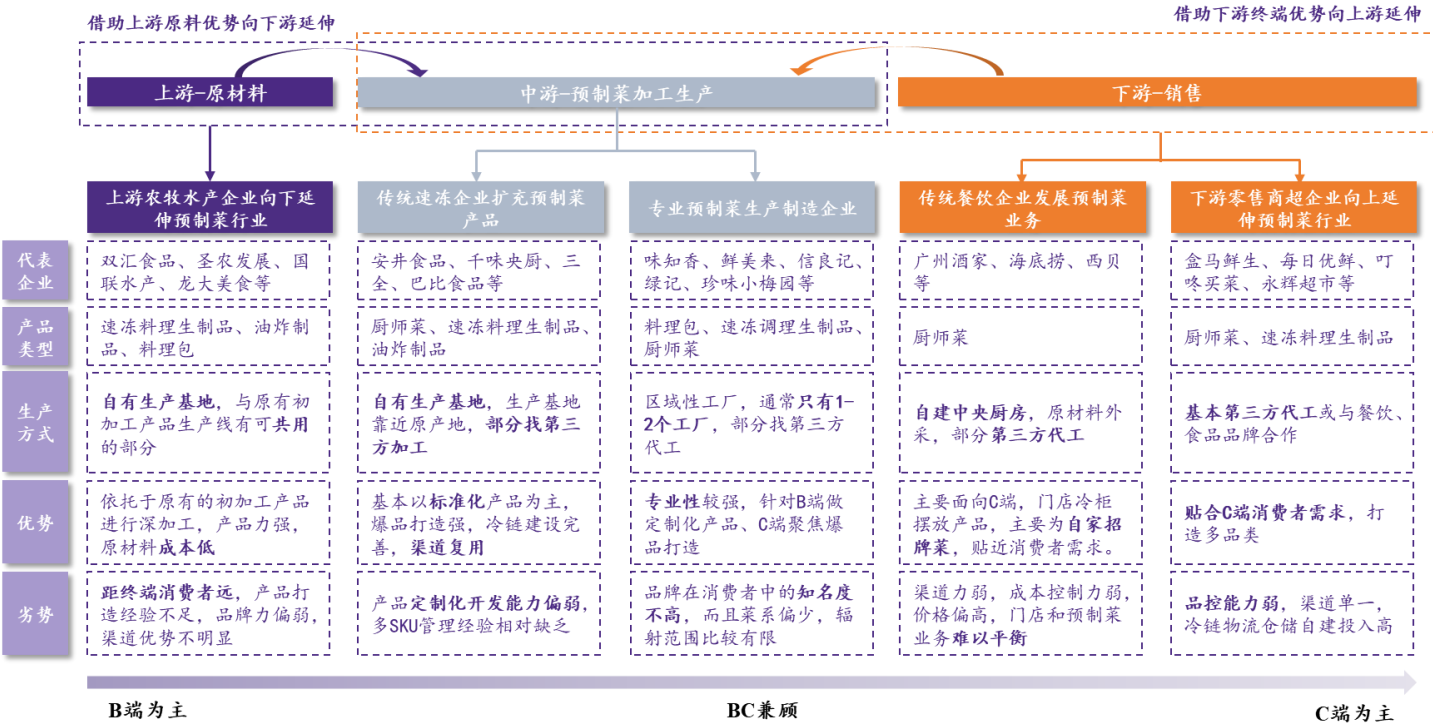 借助上游原料优势向下游延伸
借助下游终端优势向上游延伸
上游-原材料
中游-预制菜加工生产
下游-销售
上游农牧水产企业向下延
伸预制菜行业
传统速冻企业扩充预制菜
产品
专业预制菜生产制造企业
传统餐饮企业发展预制菜
业务
下游零售商超企业向上延
伸预制菜行业
代表
企业
双汇食品、圣农发展、国
联水产、龙大美食等
安井食品、千味央厨、三
全、巴比食品等
味知香、鲜美来、信良记、
绿记、珍味小梅园等
广州酒家、海底捞、西贝
等
盒马鲜生、每日优鲜、叮
咚买菜、永辉超市等
产品
类型
速冻料理生制品、油炸制
品、料理包
厨师菜、速冻料理生制品、
油炸制品
料理包、速冻调理生制品、
厨师菜
厨师菜
厨师菜、速冻料理生制品
生产
方式
自有生产基地，与原有初
加工产品生产线有可共用
的部分
自有生产基地，生产基地
靠近原产地，部分找第三
方加工
区域性工厂，通常只有1-
2个工厂，部分找第三方
代工
自建中央厨房，原材料外
采，部分第三方代工
基本第三方代工或与餐饮、
食品品牌合作
优势
依托于原有的初加工产品
进行深加工，产品力强，
原材料成本低
基本以标准化产品为主，
爆品打造强，冷链建设完
善，渠道复用
专业性较强，针对B端做
定制化产品、C端聚焦爆
品打造
主要面向C端，门店冷柜
摆放产品，主要为自家招
牌菜，贴近消费者需求。
贴合C端消费者需求，打
造多品类
劣势
距终端消费者远，产品打
造经验不足，品牌力偏弱，
渠道优势不明显
产品定制化开发能力偏弱，
多SKU管理经验相对缺乏
品牌在消费者中的知名度
不高，而且菜系偏少，辐
射范围比较有限
渠道力弱，成本控制力弱，
价格偏高，门店和预制菜
业务难以平衡
品控能力弱，渠道单一，
冷链物流仓储自建投入高
B端为主
BC兼顾
C端为主